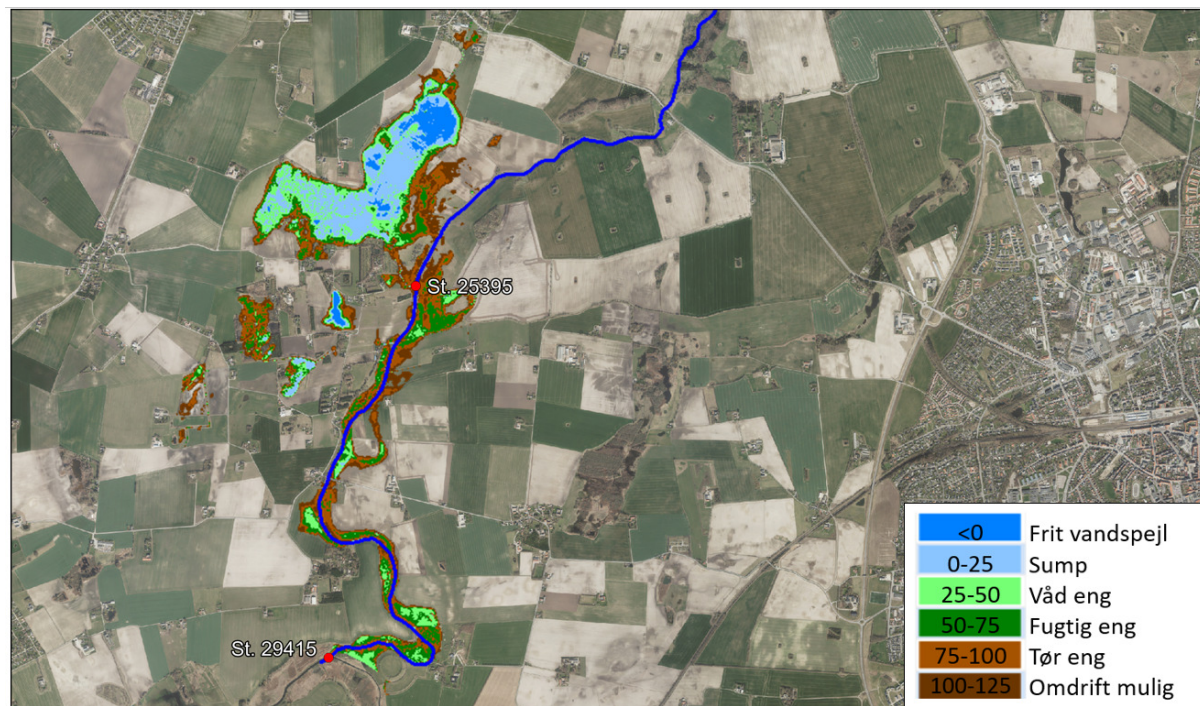 St. 25395
St. 29415
<0 Frit vandspejl
0-25 Sump
25-50 Våd eng
50-75 Fugtig eng
75-100 Tør eng
100-125 Omdrift mulig